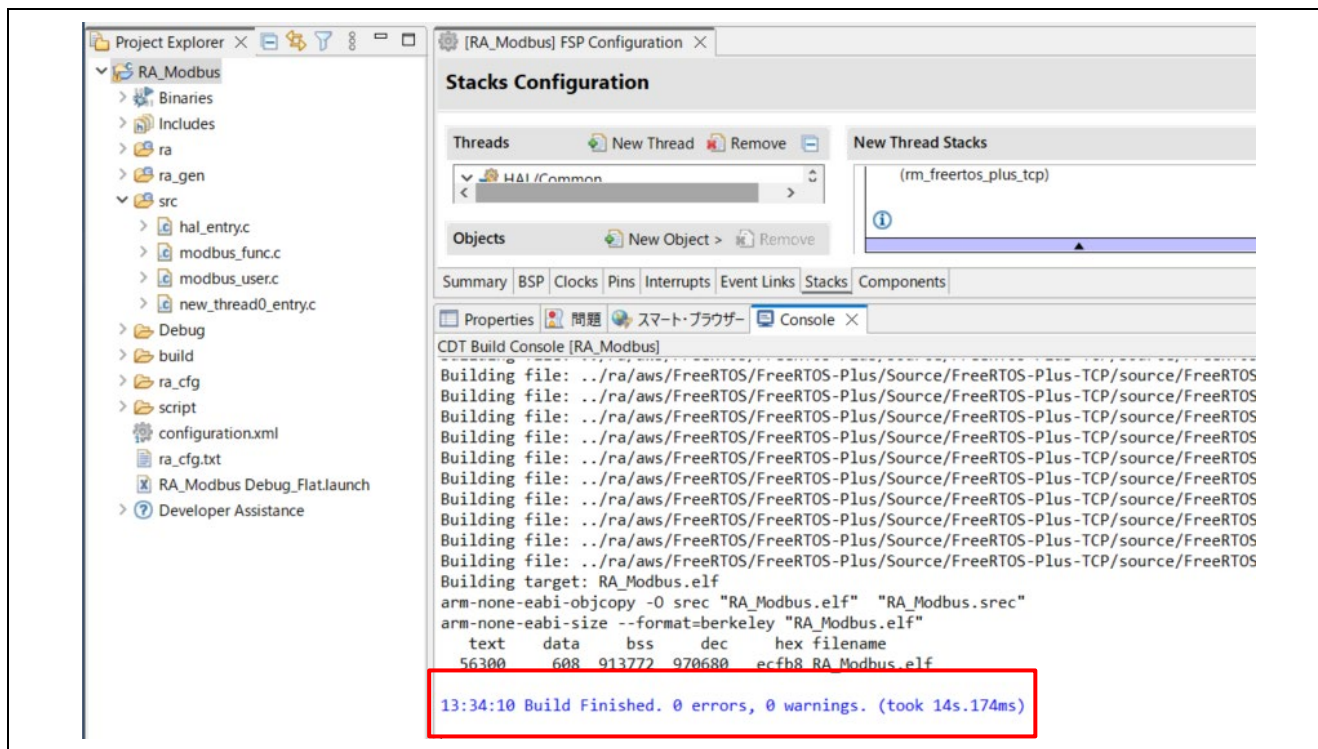 Project Explorer
RA_Modbus
Binaries
Includes
ra
ra_gen
src
hal_entry.c
modbus_func.c
modbus_user.c
new_thread0_entry.c
Debug
build
ra_cfg
script
configuration.xml
ra_cfg.txt
RA_Modbus Debug_Flat.launch
Developer Assistance
[RA_Modbus] FSP Configuration
Stacks Configuration
Threads New Thread Remove
HAL/Common
Objects New Object > Remove
New Thread Stacks
(rm_freertos_plus_tcp)
Summary BSP Clocks Pins Interrupts Event Links Stacks Components
Properties 問題 スマート・ブラウザー Console
CDT Build Console [RA_Modbus]
Building file: ../ra/aws/FreeRTOS/FreeRTOS-Plus/Source/FreeRTOS-Plus-TCP/source/FreeRTOS
Building file: ../ra/aws/FreeRTOS/FreeRTOS-Plus/Source/FreeRTOS-Plus-TCP/source/FreeRTOS
Building file: ../ra/aws/FreeRTOS/FreeRTOS-Plus/Source/FreeRTOS-Plus-TCP/source/FreeRTOS
Building file: ../ra/aws/FreeRTOS/FreeRTOS-Plus/Source/FreeRTOS-Plus-TCP/source/FreeRTOS
Building file: ../ra/aws/FreeRTOS/FreeRTOS-Plus/Source/FreeRTOS-Plus-TCP/source/FreeRTOS
Building file: ../ra/aws/FreeRTOS/FreeRTOS-Plus/Source/FreeRTOS-Plus-TCP/source/FreeRTOS
Building file: ../ra/aws/FreeRTOS/FreeRTOS-Plus/Source/FreeRTOS-Plus-TCP/source/FreeRTOS
Building file: ../ra/aws/FreeRTOS/FreeRTOS-Plus/Source/FreeRTOS-Plus-TCP/source/FreeRTOS
Building file: ../ra/aws/FreeRTOS/FreeRTOS-Plus/Source/FreeRTOS-Plus-TCP/source/FreeRTOS
Building file: ../ra/aws/FreeRTOS/FreeRTOS-Plus/Source/FreeRTOS-Plus-TCP/source/FreeRTOS
Building target: RA_Modbus.elf
arm-none-eabi-objcopy -O srec "RA_Modbus.elf" "RA_Modbus.srec"
arm-none-eabi-size --format=berkeley "RA_Modbus.elf"
text data bss dec hex filename
56300 608 913772 970680 ecfb8 RA_Modbus.elf
13:34:10 Build Finished. 0 errors, 0 warnings. (took 14s.174ms)